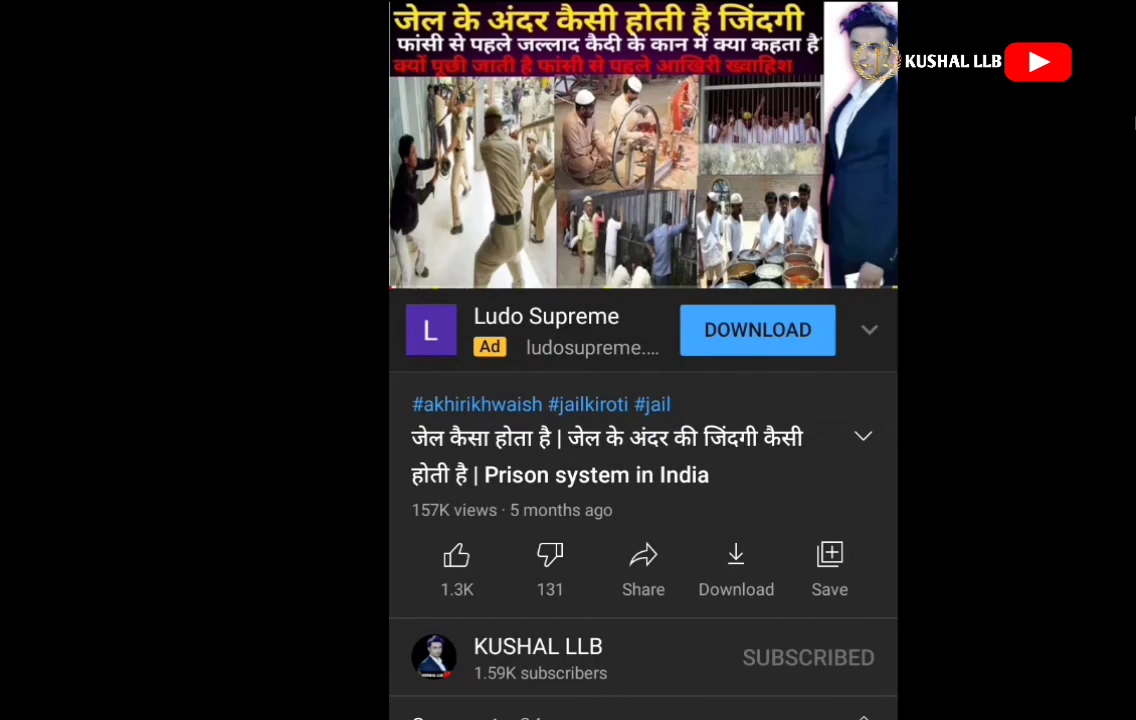 जेल के अंदर कैसी होती है जिंदगी
फांसी से पहले जल्लाद कैदी के कान में क्या कहता है
क्यों पूछी जाती है फांसी से पहले आखिरी ख्वाहिश
KUSHAL LLB
L
Ludo Supreme
Ad ludosupreme....
DOWNLOAD
#akhirikhwaish #jailkiroti #jail
जेल कैसा होता है | जेल के अंदर की जिंदगी कैसी
होती है | Prison system in India
157K views · 5 months ago
1.3K 131 Share Download Save
KUSHAL LLB
1.59K subscribers
SUBSCRIBED